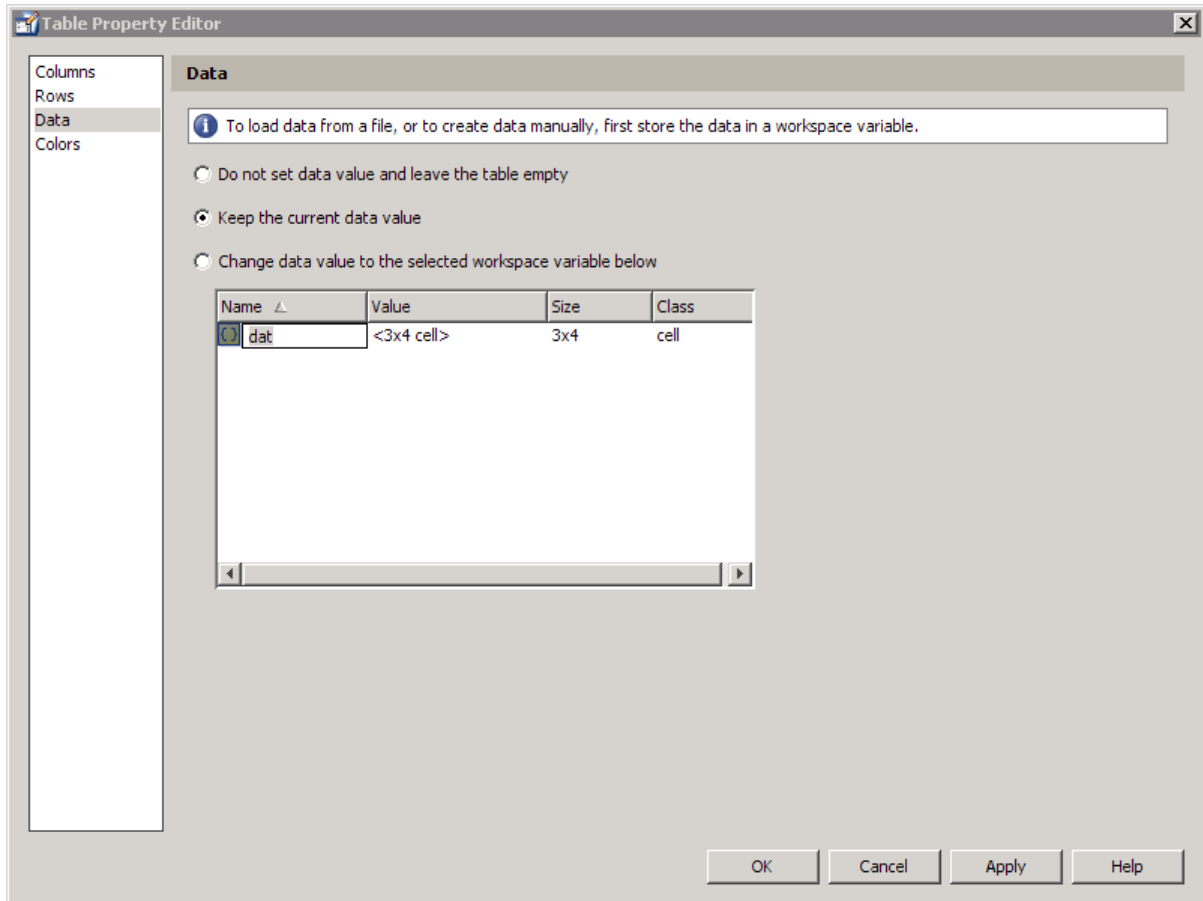 Table Property Editor
Columns
Rows
Data
Colors
Data
To load data from a file, or to create data manually, first store the data in a workspace variable.
Do not set data value and leave the table empty
Keep the current data value
Change data value to the selected workspace variable below
Name Value Size Class
{} dat <3x4 cell> 3x4 cell
OK Cancel Apply Help